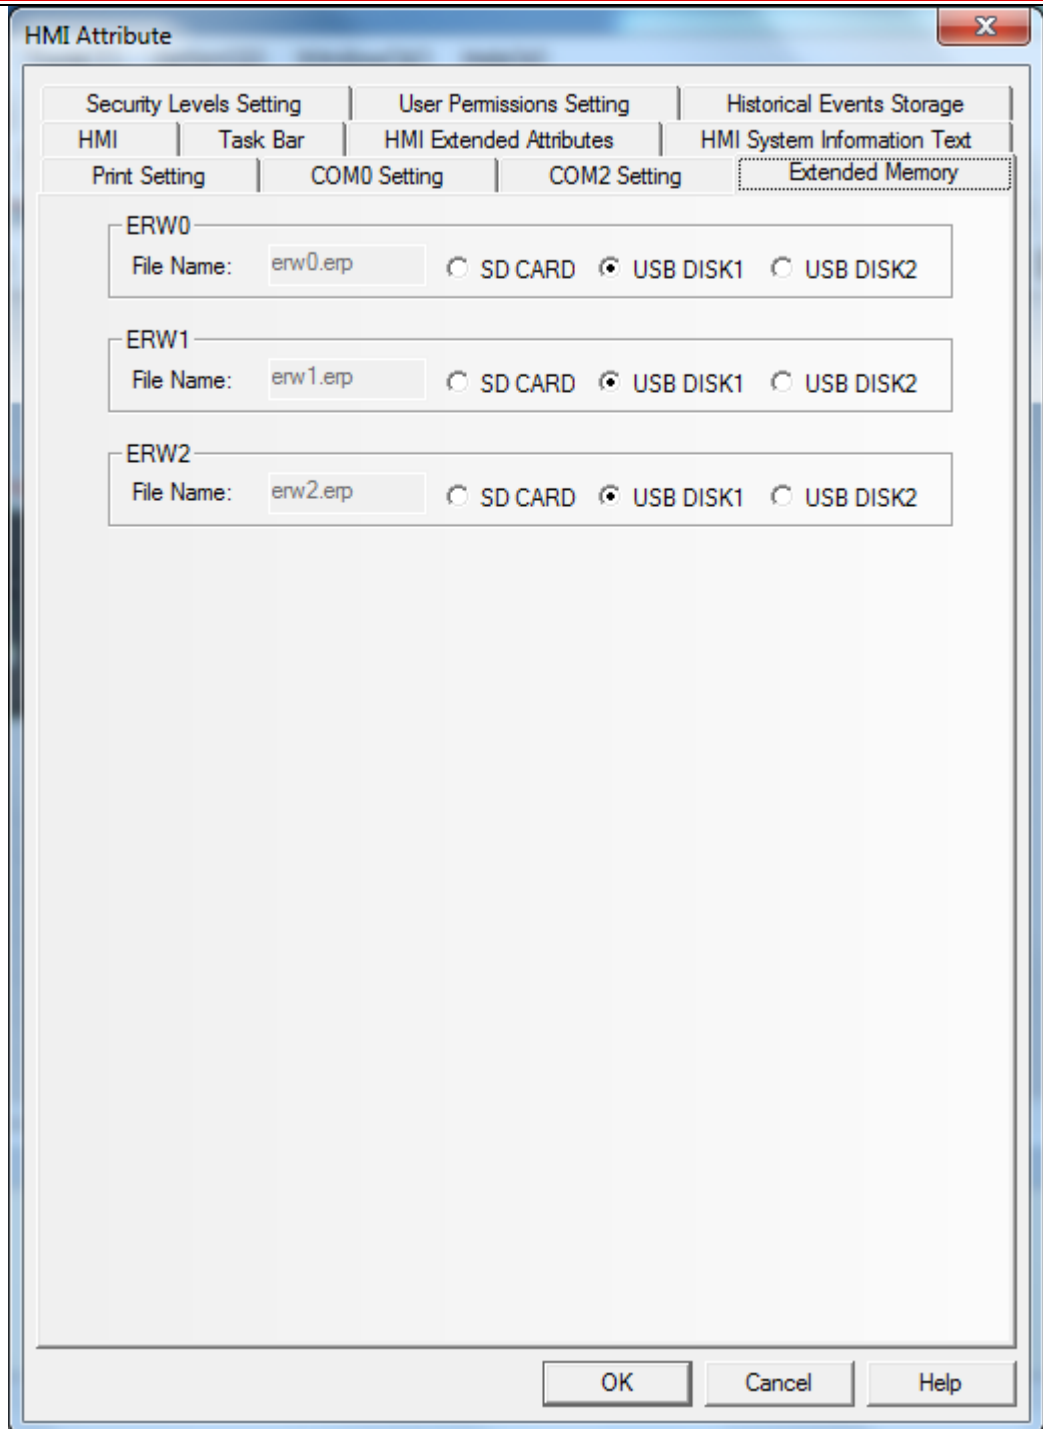 HMI Attribute
Security Levels Setting User Permissions Setting Historical Events Storage
HMI Task Bar HMI Extended Attributes HMI System Information Text
Print Setting COM0 Setting COM2 Setting Extended Memory
ERW0
File Name: erw0.erp SD CARD USB DISK1 USB DISK2
ERW1
File Name: erw1.erp SD CARD USB DISK1 USB DISK2
ERW2
File Name: erw2.erp SD CARD USB DISK1 USB DISK2
OK Cancel Help